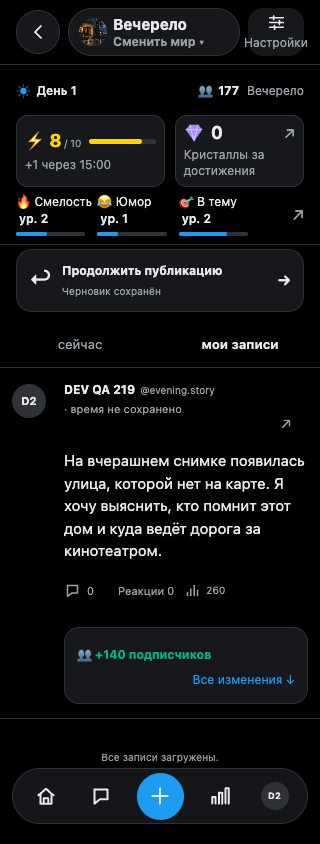 Вечерело
Сменить мир ▾
Настройки
День 1
177 Вечерело
8 / 10
+1 через 15:00
0
Кристаллы за
достижения
Смелость
ур. 2
Юмор
ур. 1
В тему
ур. 2
Продолжить публикацию
Черновик сохранён
сейчас
мои записи
D2
DEV QA 219 @evening.story
· время не сохранено
На вчерашнем снимке появилась
улица, которой нет на карте. Я
хочу выяснить, кто помнит этот
дом и куда ведёт дорога за
кинотеатром.
0 Реакции 0 260
+140 подписчиков
Все изменения ↓
Все записи загружены.
D2